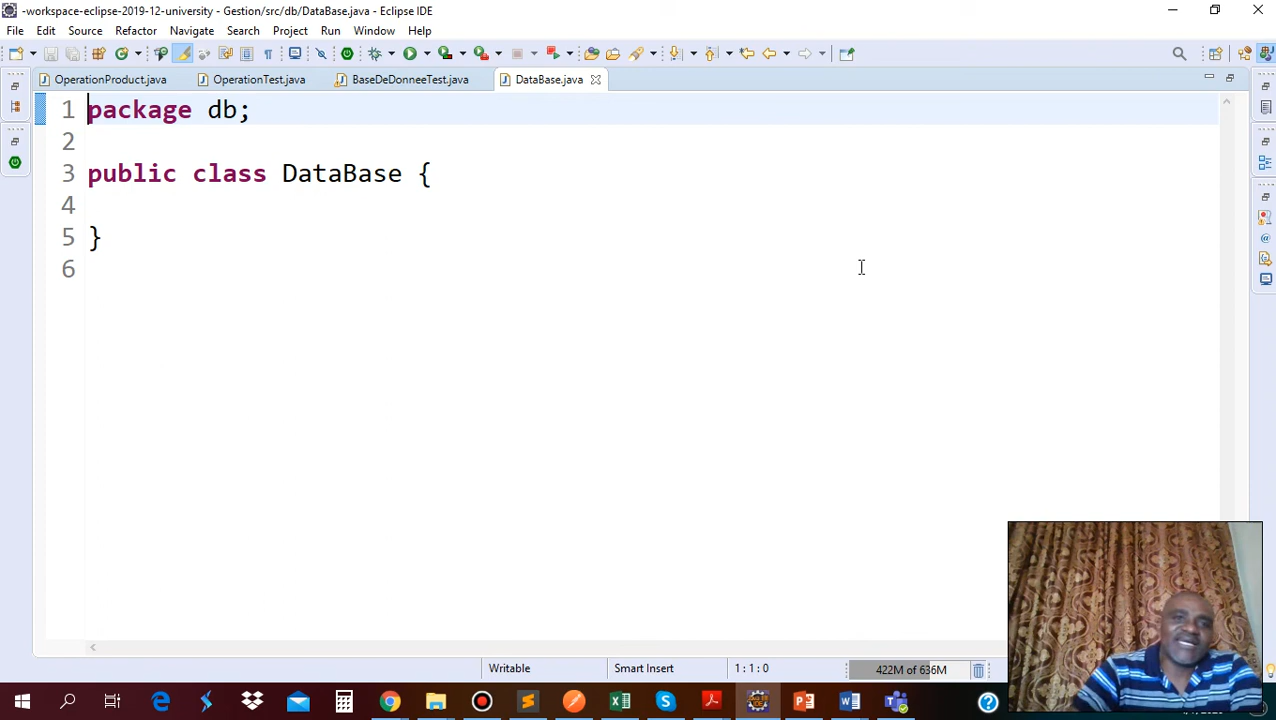 -workspace-eclipse-2019-12-university - Gestion/src/db/DataBase.java - Eclipse IDE
File Edit Source Refactor Navigate Search Project Run Window Help
OperationProduct.java OperationTest.java BaseDeDonneeTest.java DataBase.java
1 package db;
2
3 public class DataBase {
4
5 }
6
Writable Smart Insert 1 : 1 : 0 422M of 636M